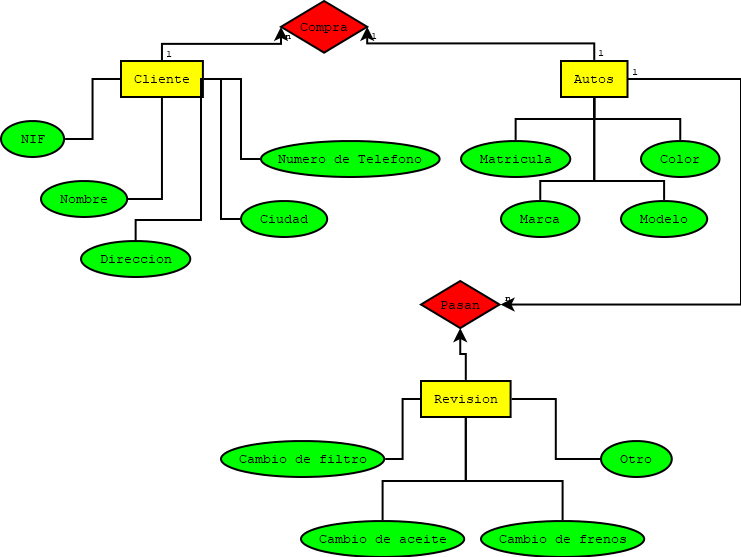 Compra
n
1
1
1
Cliente
Autos
1
NIF
Numero de Telefono
Matricula
Color
Nombre
Ciudad
Marca
Modelo
Direccion
Pasan
n
Revision
Cambio de filtro
Otro
Cambio de aceite
Cambio de frenos